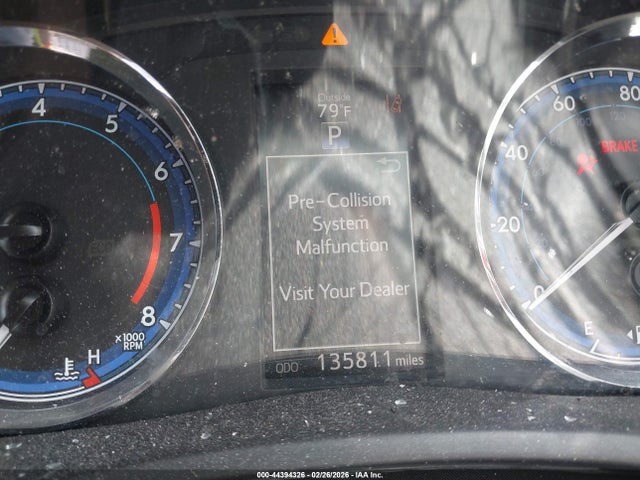 Outside
79°F
P
Pre-Collision
System
Malfunction
Visit Your Dealer
ODO 135811 miles
4
5
6
7
8
x1000
RPM
H
0
20
40
60
80
BRAKE
E
000-44394326 - 02/26/2026 - IAA Inc.